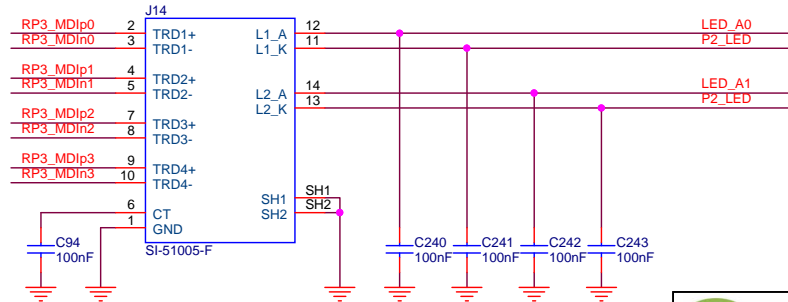 J14
RP3_MDIp0 2 TRD1+ L1_A 12 LED_A0
RP3_MDIn0 3 TRD1- L1_K 11 P2_LED
RP3_MDIp1 4 TRD2+
RP3_MDIn1 5 TRD2- L2_A 14 LED_A1
L2_K 13 P2_LED
RP3_MDIp2 7 TRD3+
RP3_MDIn2 8 TRD3-
RP3_MDIp3 9 TRD4+
RP3_MDIn3 10 TRD4-
SH1 SH1
6 CT SH2 SH2
1 GND
SI-51005-F
C94 C240 C241 C242 C243
100nF 100nF 100nF 100nF 100nF